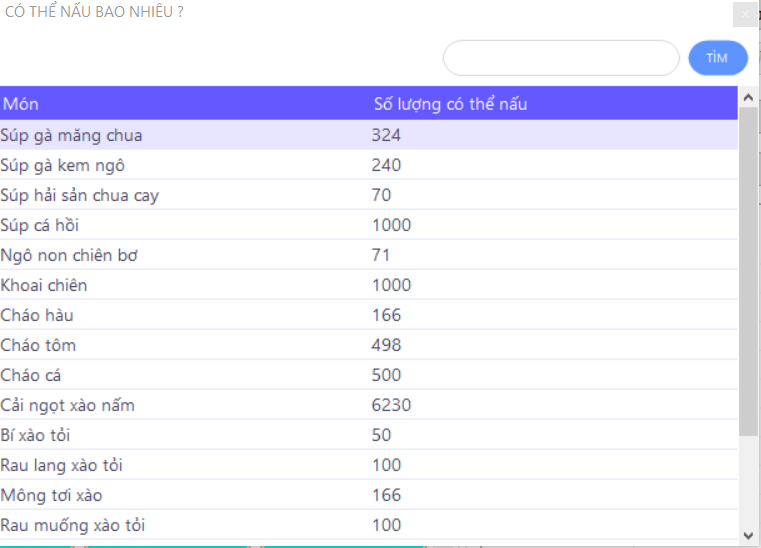 CÓ THỂ NẤU BAO NHIÊU ?
TÌM
Món Số lượng có thể nấu
Súp gà măng chua 324
Súp gà kem ngô 240
Súp hải sản chua cay 70
Súp cá hồi 1000
Ngô non chiên bơ 71
Khoai chiên 1000
Cháo hàu 166
Cháo tôm 498
Cháo cá 500
Cải ngọt xào nấm 6230
Bí xào tỏi 50
Rau lang xào tỏi 100
Mông tơi xào 166
Rau muống xào tỏi 100